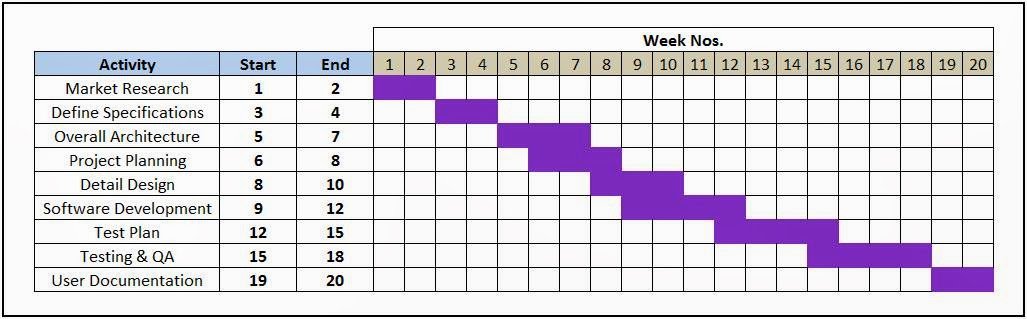 Week Nos.
Activity Start End 1 2 3 4 5 6 7 8 9 10 11 12 13 14 15 16 17 18 19 20
Market Research 1 2
Define Specifications 3 4
Overall Architecture 5 7
Project Planning 6 8
Detail Design 8 10
Software Development 9 12
Test Plan 12 15
Testing & QA 15 18
User Documentation 19 20